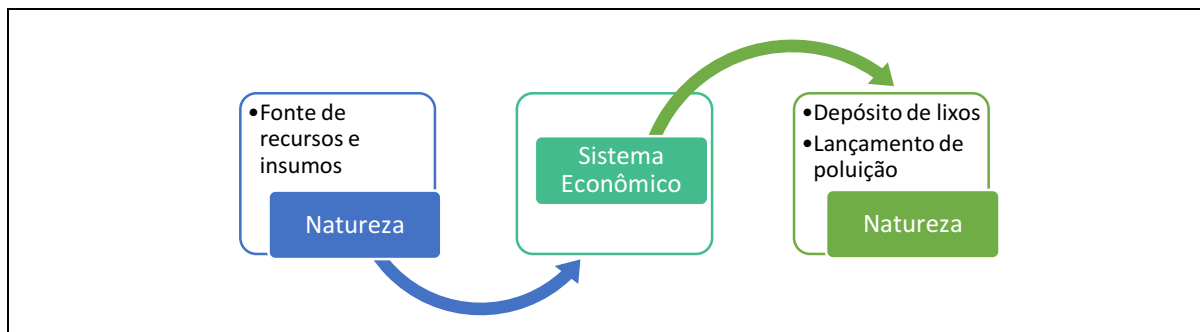 •Fonte de
recursos e
insumos
Natureza
Sistema
Econômico
•Depósito de lixos
•Lançamento de
poluição
Natureza